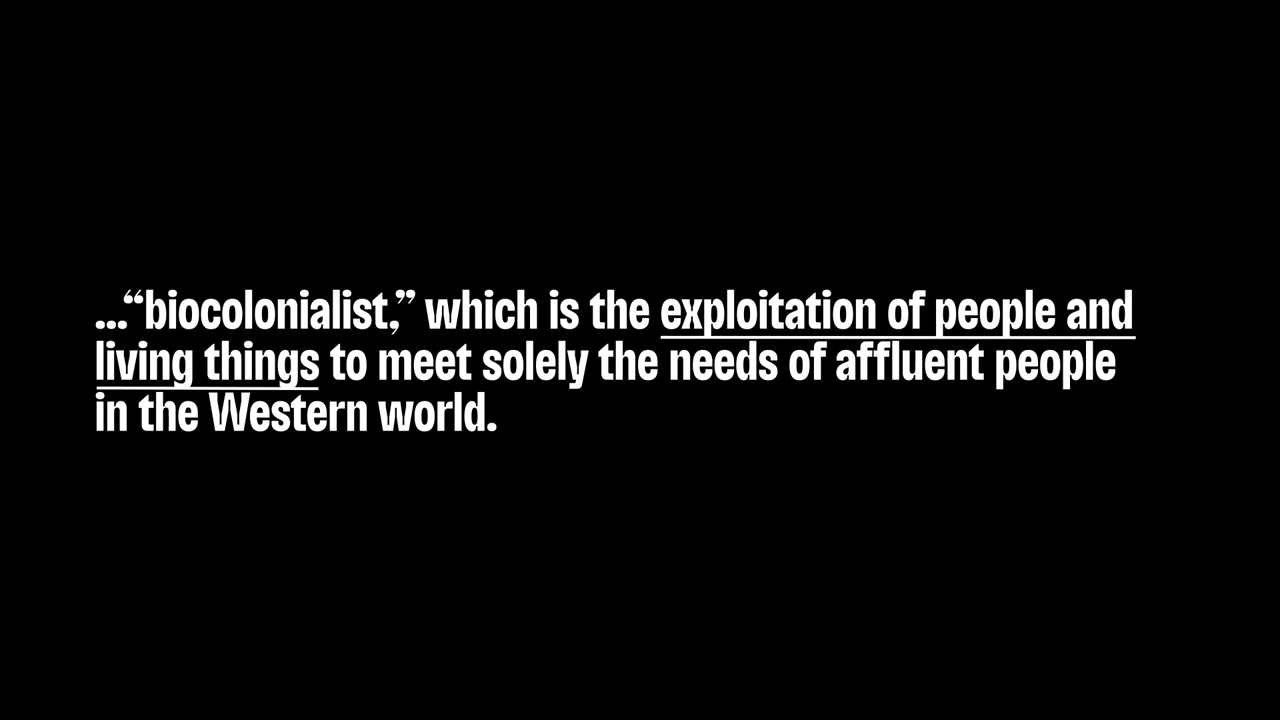 ...“biocolonialist,” which is the exploitation of people and
living things to meet solely the needs of affluent people
in the Western world.